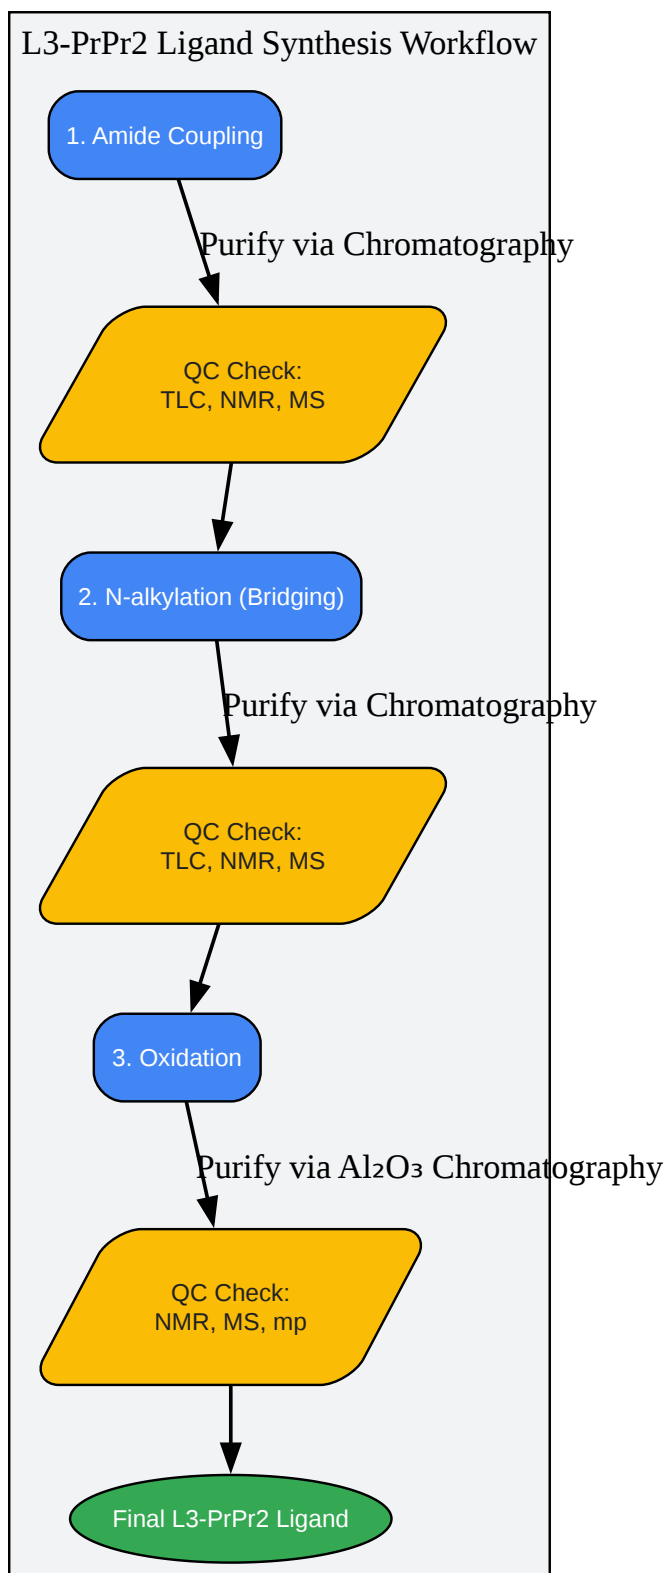 L3-PrPr2 Ligand Synthesis Workflow
1. Amide Coupling
Purify via Chromatography
QC Check:
TLC, NMR, MS
2. N-alkylation (Bridging)
Purify via Chromatography
QC Check:
TLC, NMR, MS
3. Oxidation
Purify via Al₂O₃ Chromatography
QC Check:
NMR, MS, mp
Final L3-PrPr2 Ligand